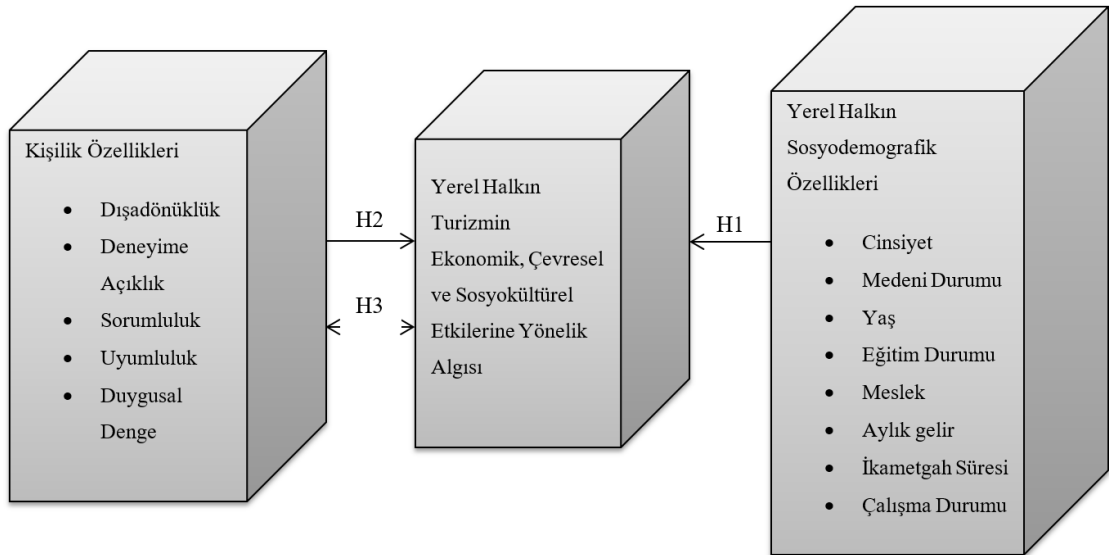 Kişilik Özellikleri
• Dışadönüklük
• Deneyime
Açıklık
• Sorumluluk
• Uyumluluk
• Duygusal
Denge
H2
H3
Yerel Halkın
Turizmin
Ekonomik, Çevresel
ve Sosyokültürel
Etkilerine Yönelik
Algısı
H1
Yerel Halkın
Sosyodemografik
Özellikleri
• Cinsiyet
• Medeni Durumu
• Yaş
• Eğitim Durumu
• Meslek
• Aylık gelir
• İkametgah Süresi
• Çalışma Durumu